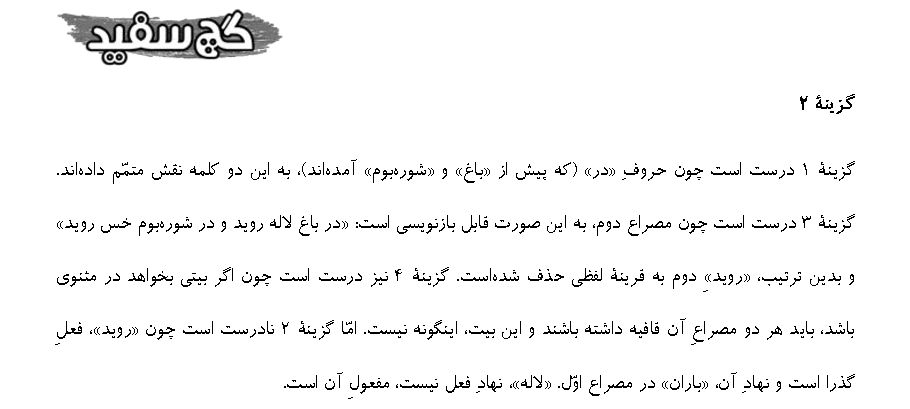 گچ سفید
گزینهٔ ۲
گزینهٔ ۱ درست است چون حروفِ «در» (که پیش از «باغ» و «شوره‌بوم» آمده‌اند)، به این دو کلمه نقش متمّم داده‌اند.
گزینهٔ ۳ درست است چون مصراع دوم، به این صورت قابل بازنویسی است: «در باغ لاله روید و در شوره‌بوم خس روید»
و بدین ترتیب، «روید»ِ دوم به قرینهٔ لفظی حذف شده‌است. گزینهٔ ۴ نیز درست است چون اگر بیتی بخواهد در مثنوی
باشد، باید هر دو مصراعِ آن قافیه داشته باشند و این بیت، اینگونه نیست. امّا گزینهٔ ۲ نادرست است چون «روید»، فعلِ
گذرا است و نهادِ آن، «باران» در مصراع اوّل. «لاله»، نهادِ فعل نیست، مفعولِ آن است.